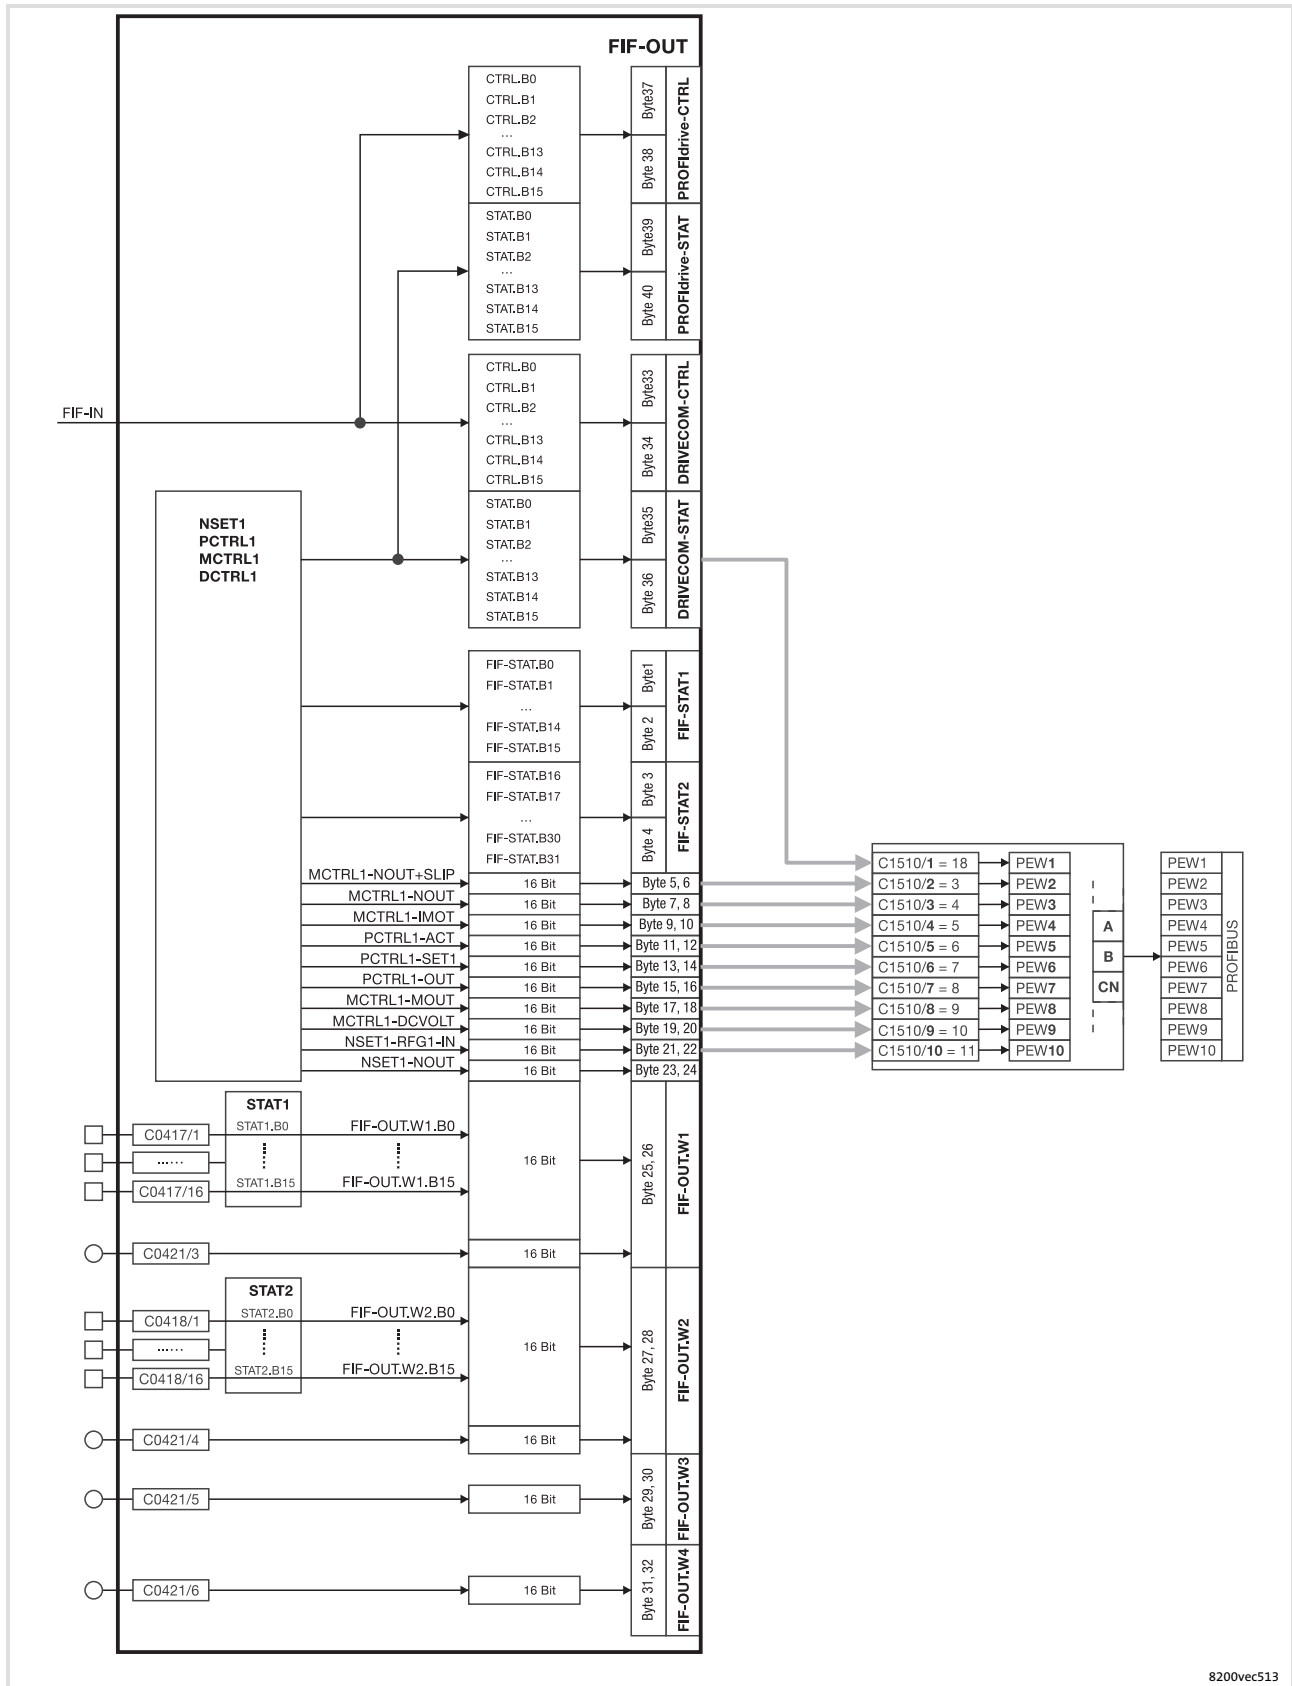 FIF-OUT
CTRL.B0
CTRL.B1
CTRL.B2
...
CTRL.B13
CTRL.B14
CTRL.B15
Byte37
Byte 38
PROFIdrive-CTRL
STAT.B0
STAT.B1
STAT.B2
...
STAT.B13
STAT.B14
STAT.B15
Byte39
Byte 40
PROFIdrive-STAT
FIF-IN
CTRL.B0
CTRL.B1
CTRL.B2
...
CTRL.B13
CTRL.B14
CTRL.B15
Byte33
Byte 34
DRIVECOM-CTRL
NSET1
PCTRL1
MCTRL1
DCTRL1
STAT.B0
STAT.B1
STAT.B2
...
STAT.B13
STAT.B14
STAT.B15
Byte35
Byte 36
DRIVECOM-STAT
FIF-STAT.B0
FIF-STAT.B1
...
FIF-STAT.B14
FIF-STAT.B15
Byte1
Byte 2
FIF-STAT1
FIF-STAT.B16
FIF-STAT.B17
...
FIF-STAT.B30
FIF-STAT.B31
Byte 3
Byte 4
FIF-STAT2
MCTRL1-NOUT+SLIP 16 Bit Byte 5, 6
MCTRL1-NOUT 16 Bit Byte 7, 8
MCTRL1-IMOT 16 Bit Byte 9, 10
PCTRL1-ACT 16 Bit Byte 11, 12
PCTRL1-SET1 16 Bit Byte 13, 14
PCTRL1-OUT 16 Bit Byte 15, 16
MCTRL1-MOUT 16 Bit Byte 17, 18
MCTRL1-DCVOLT 16 Bit Byte 19, 20
NSET1-RFG1-IN 16 Bit Byte 21, 22
NSET1-NOUT 16 Bit Byte 23, 24
C1510/1 = 18 PEW1
C1510/2 = 3 PEW2
C1510/3 = 4 PEW3
C1510/4 = 5 PEW4
C1510/5 = 6 PEW5
C1510/6 = 7 PEW6
C1510/7 = 8 PEW7
C1510/8 = 9 PEW8
C1510/9 = 10 PEW9
C1510/10 = 11 PEW10
A
B
CN
PEW1
PEW2
PEW3
PEW4
PEW5
PEW6
PEW7
PEW8
PEW9
PEW10
PROFIBUS
STAT1
C0417/1 STAT1.B0 FIF-OUT.W1.B0
......
C0417/16 STAT1.B15 FIF-OUT.W1.B15
16 Bit
Byte 25, 26
FIF-OUT.W1
C0421/3 16 Bit
STAT2
C0418/1 STAT2.B0 FIF-OUT.W2.B0
......
C0418/16 STAT2.B15 FIF-OUT.W2.B15
16 Bit
Byte 27, 28
FIF-OUT.W2
C0421/4 16 Bit
C0421/5 16 Bit
Byte 29, 30
FIF-OUT.W3
C0421/6 16 Bit
Byte 31, 32
FIF-OUT.W4
8200vec513